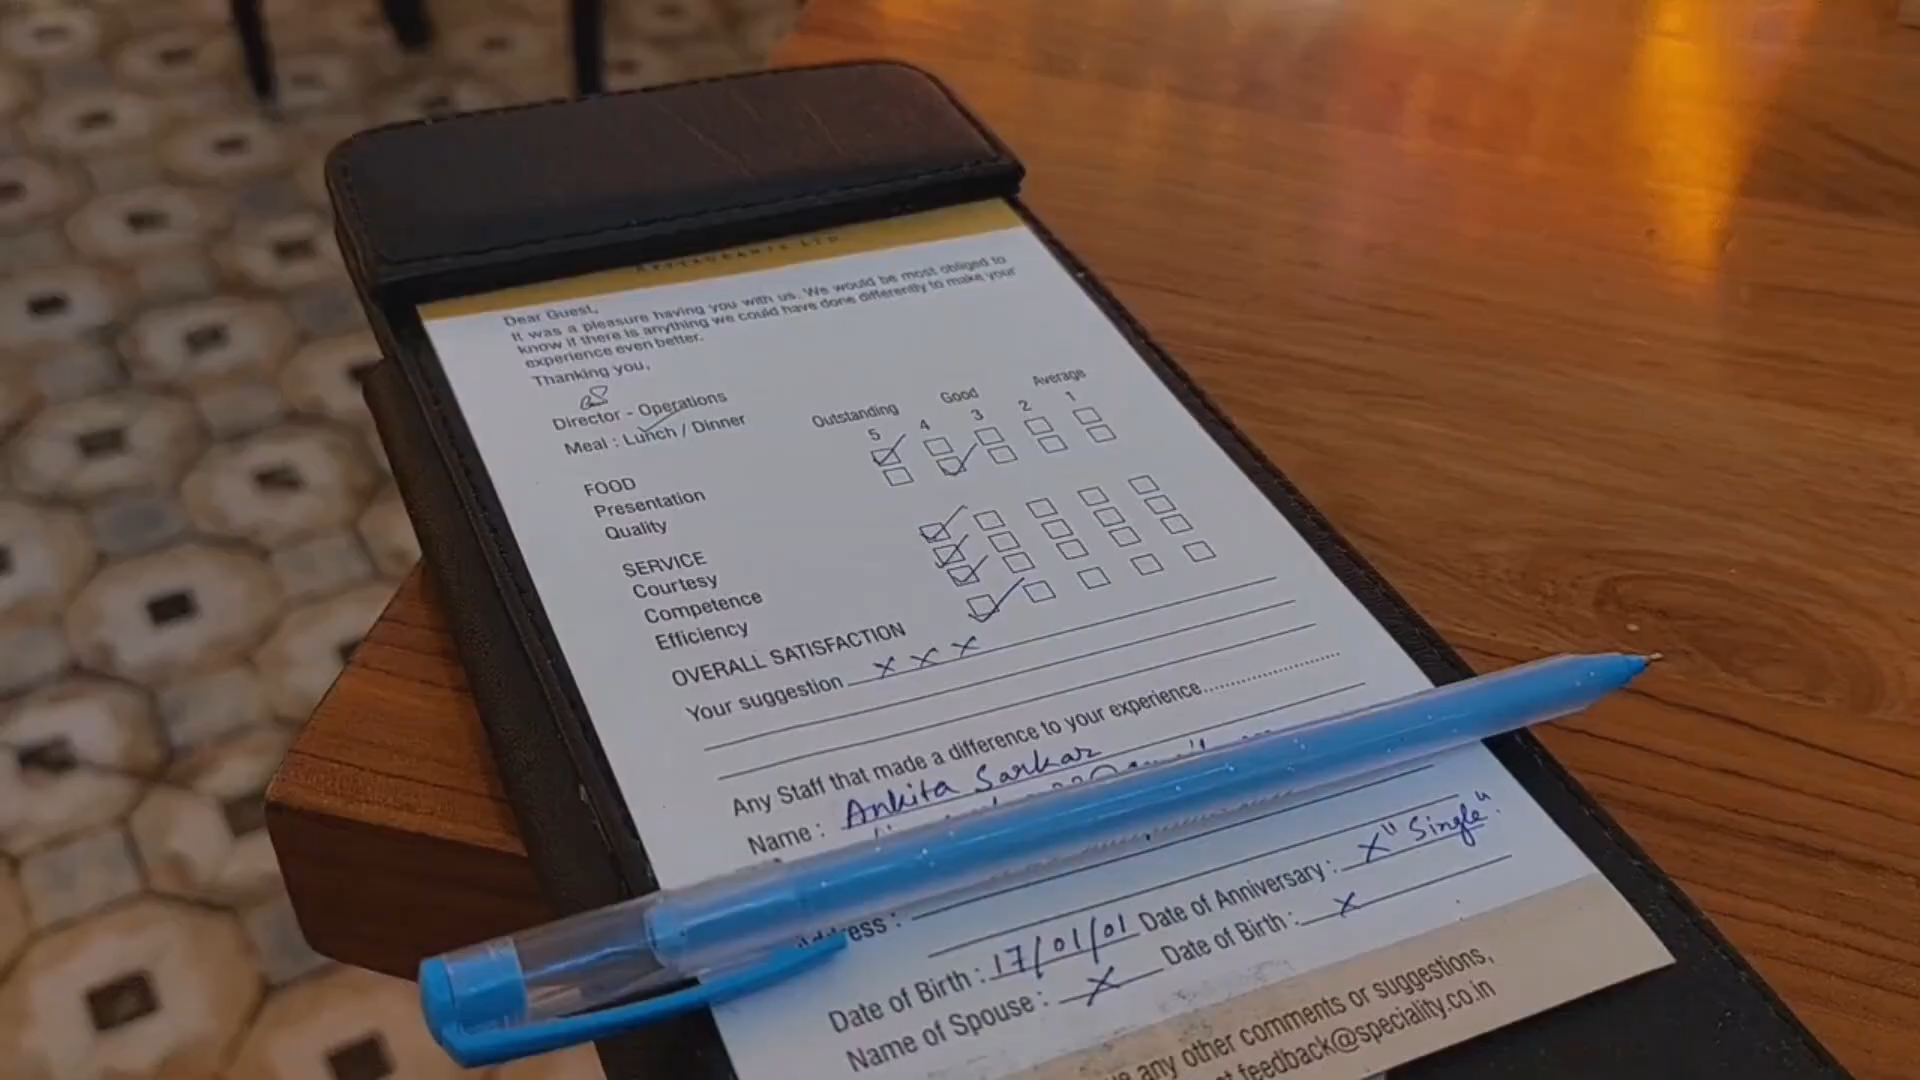 RESTAURANTS LTD
Dear Guest,
It was a pleasure having you with us. We would be most obliged to
know if there is anything we could have done differently to make your
experience even better.
Thanking you,
Director - Operations
Meal : Lunch / Dinner
Outstanding Good Average
5 4 3 2 1
FOOD
Presentation
Quality
SERVICE
Courtesy
Competence
Efficiency
OVERALL SATISFACTION
Your suggestion x x x
Any Staff that made a difference to your experience
Name : Ankita Sarkar
Date of Birth : 17/01/01 Date of Anniversary : x "Single"
Name of Spouse : x Date of Birth : x
any other comments or suggestions,
feedback@speciality.co.in